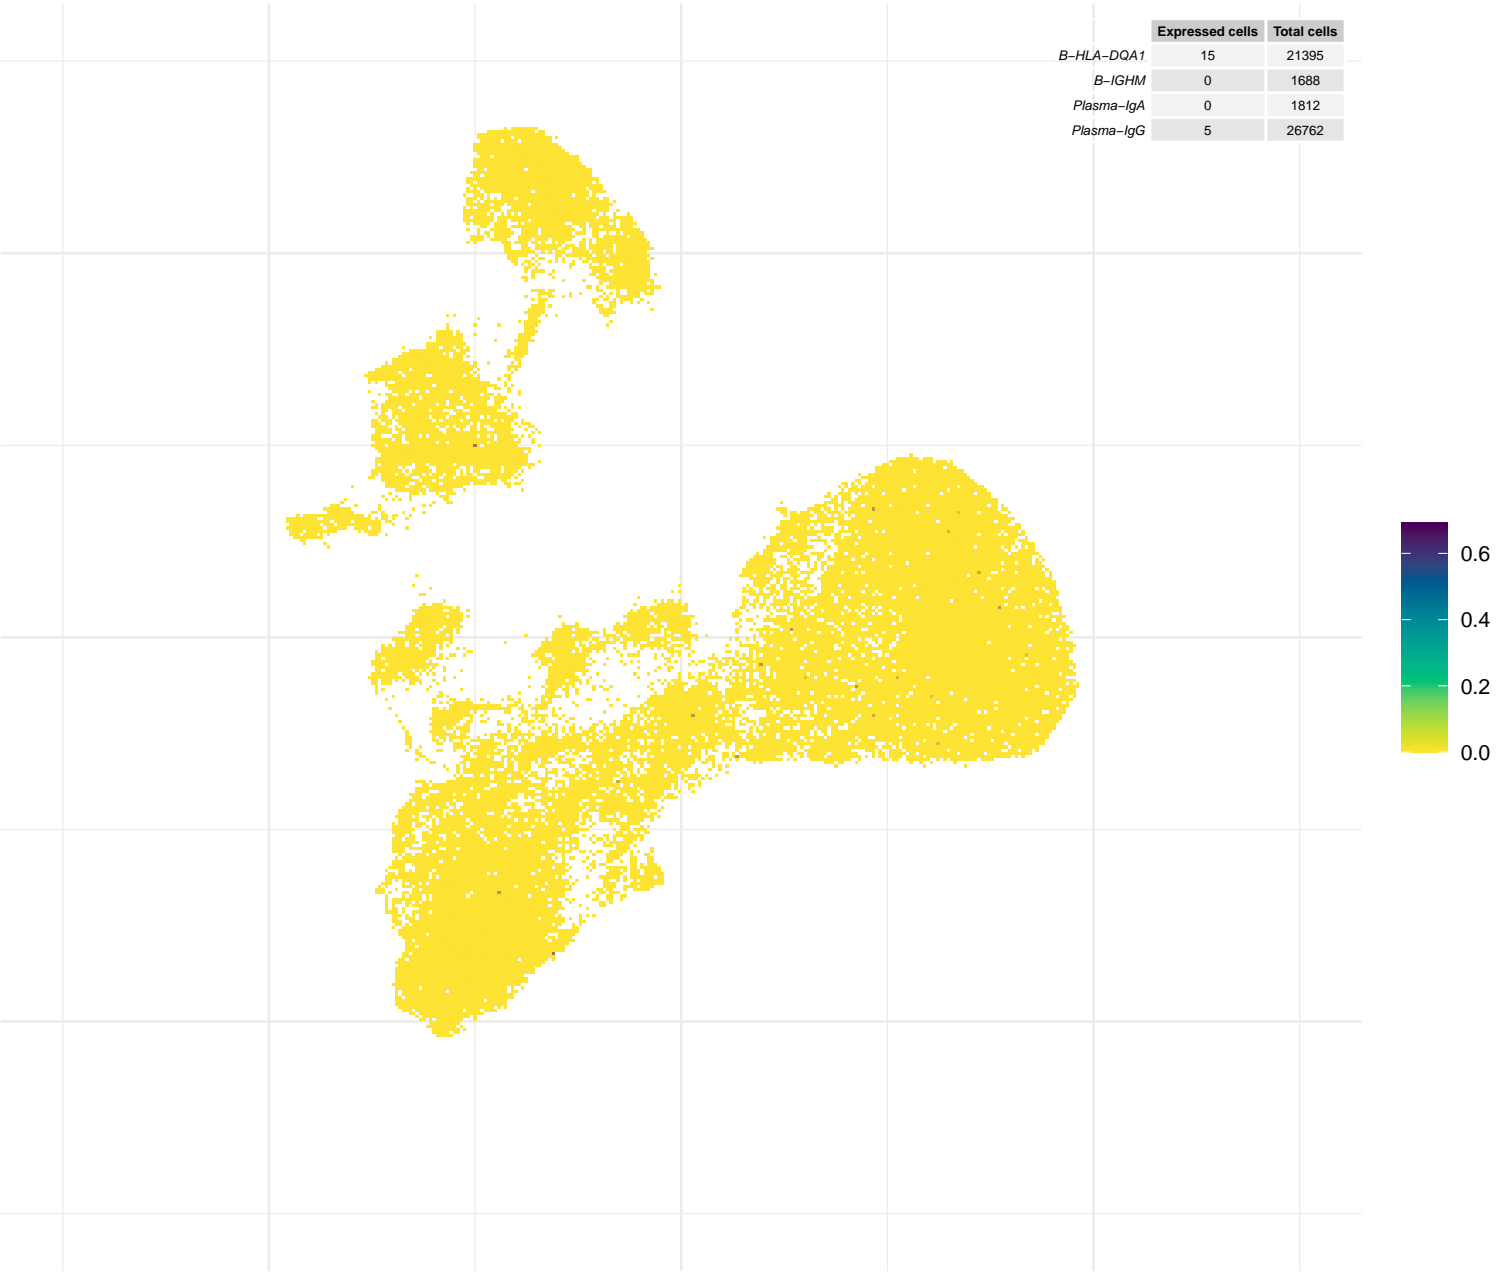 Expressed cells Total cells
B−HLA−DQA1 15 21395
B−IGHM 0 1688
Plasma−IgA 0 1812
Plasma−IgG 5 26762
0.6
0.4
0.2
0.0